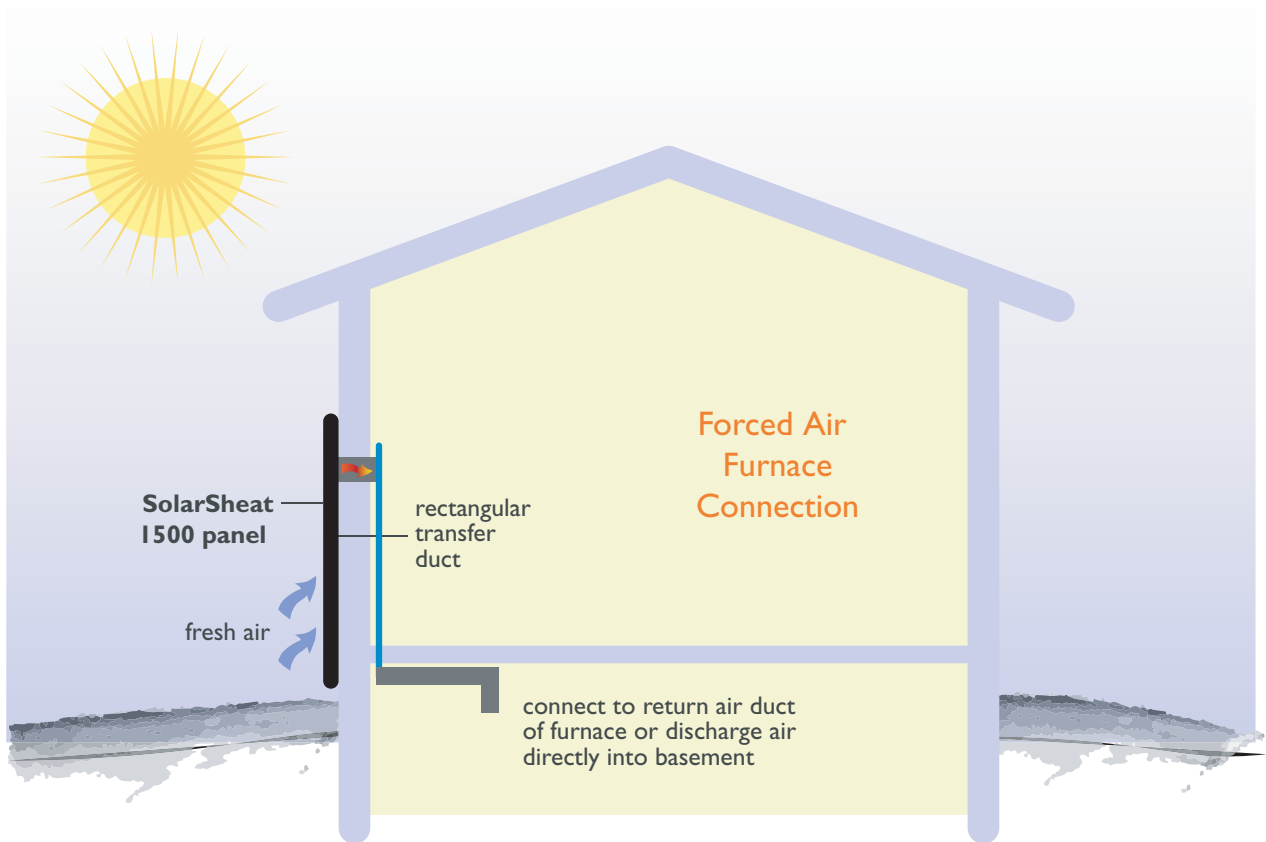 Forced Air
Furnace
Connection
SolarSheat
1500 panel
rectangular
transfer
duct
fresh air
connect to return air duct
of furnace or discharge air
directly into basement